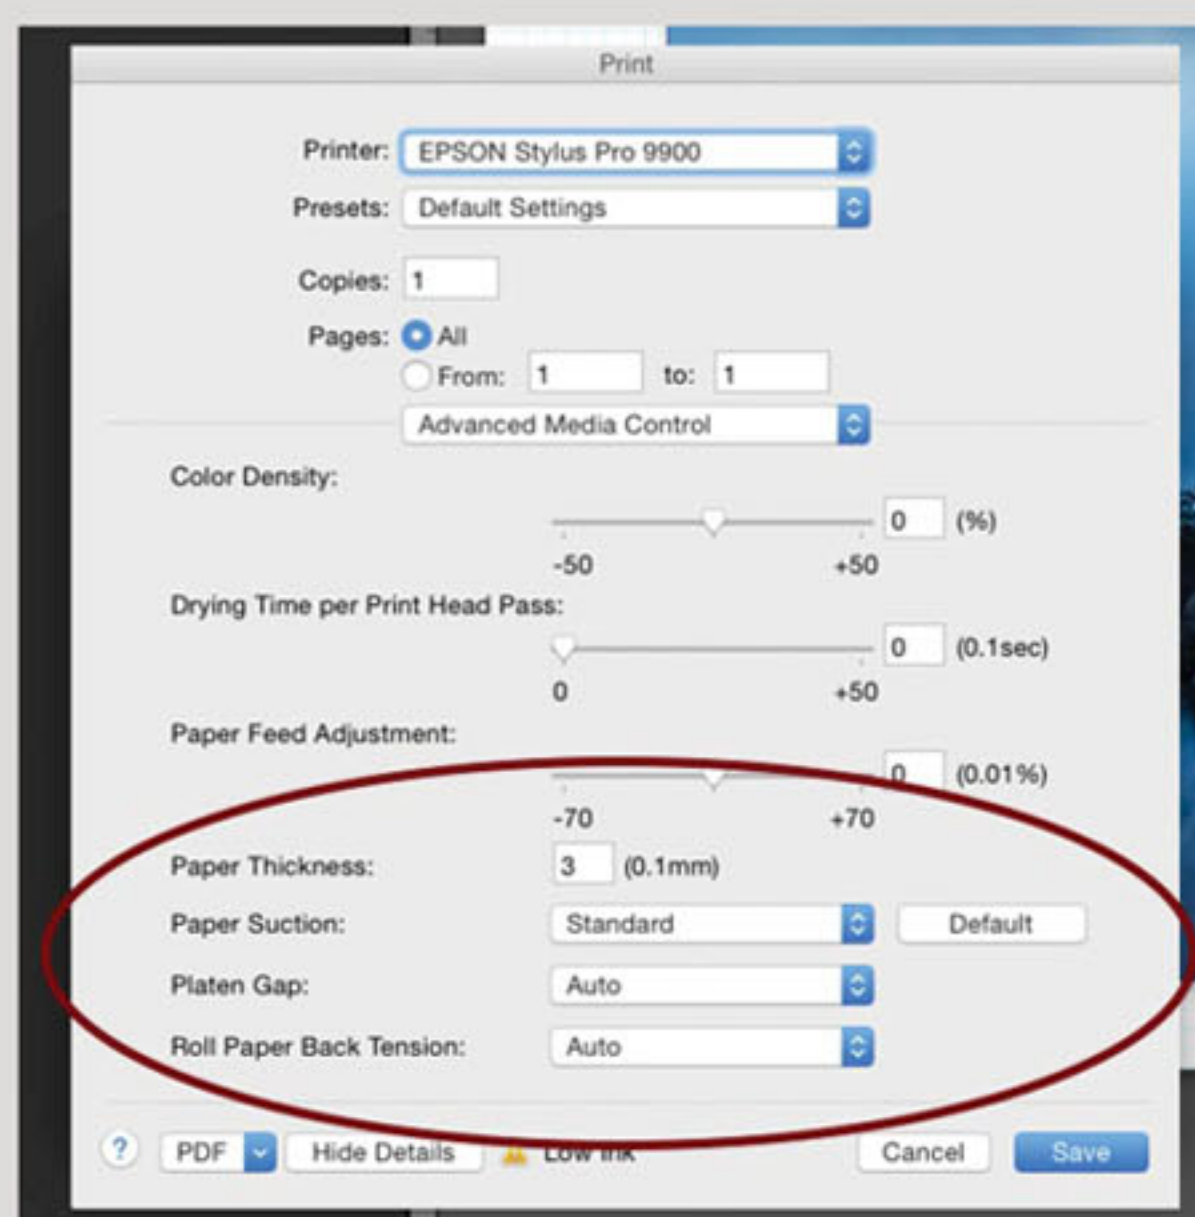 Print
Printer: EPSON Stylus Pro 9900
Presets: Default Settings
Copies: 1
Pages: All
From: 1 to: 1
Advanced Media Control
Color Density:
0 (%)
-50 +50
Drying Time per Print Head Pass:
0 (0.1sec)
0 +50
Paper Feed Adjustment:
0 (0.01%)
-70 +70
Paper Thickness: 3 (0.1mm)
Paper Suction: Standard Default
Platen Gap: Auto
Roll Paper Back Tension: Auto
? PDF Hide Details Low Ink Cancel Save